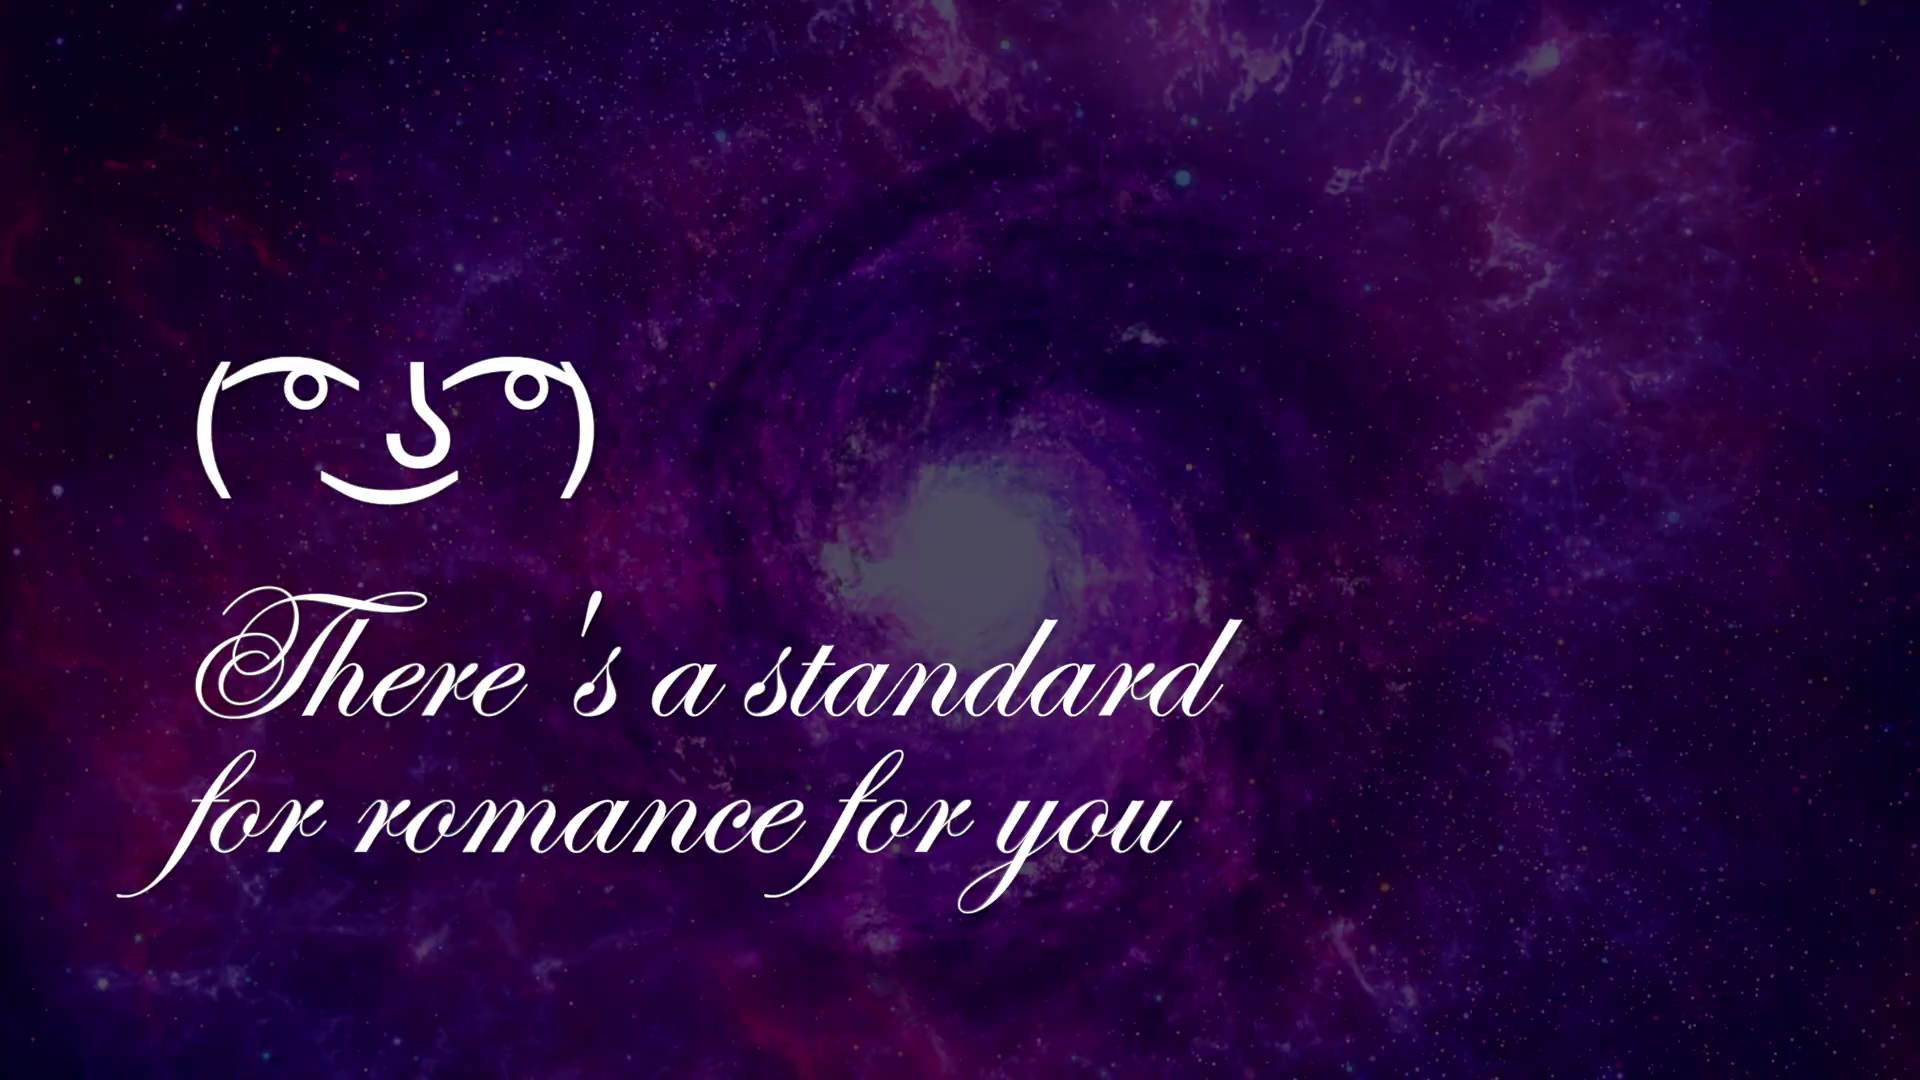 ( ͡° ͜ʖ ͡°)
There's a standard
for romance for you